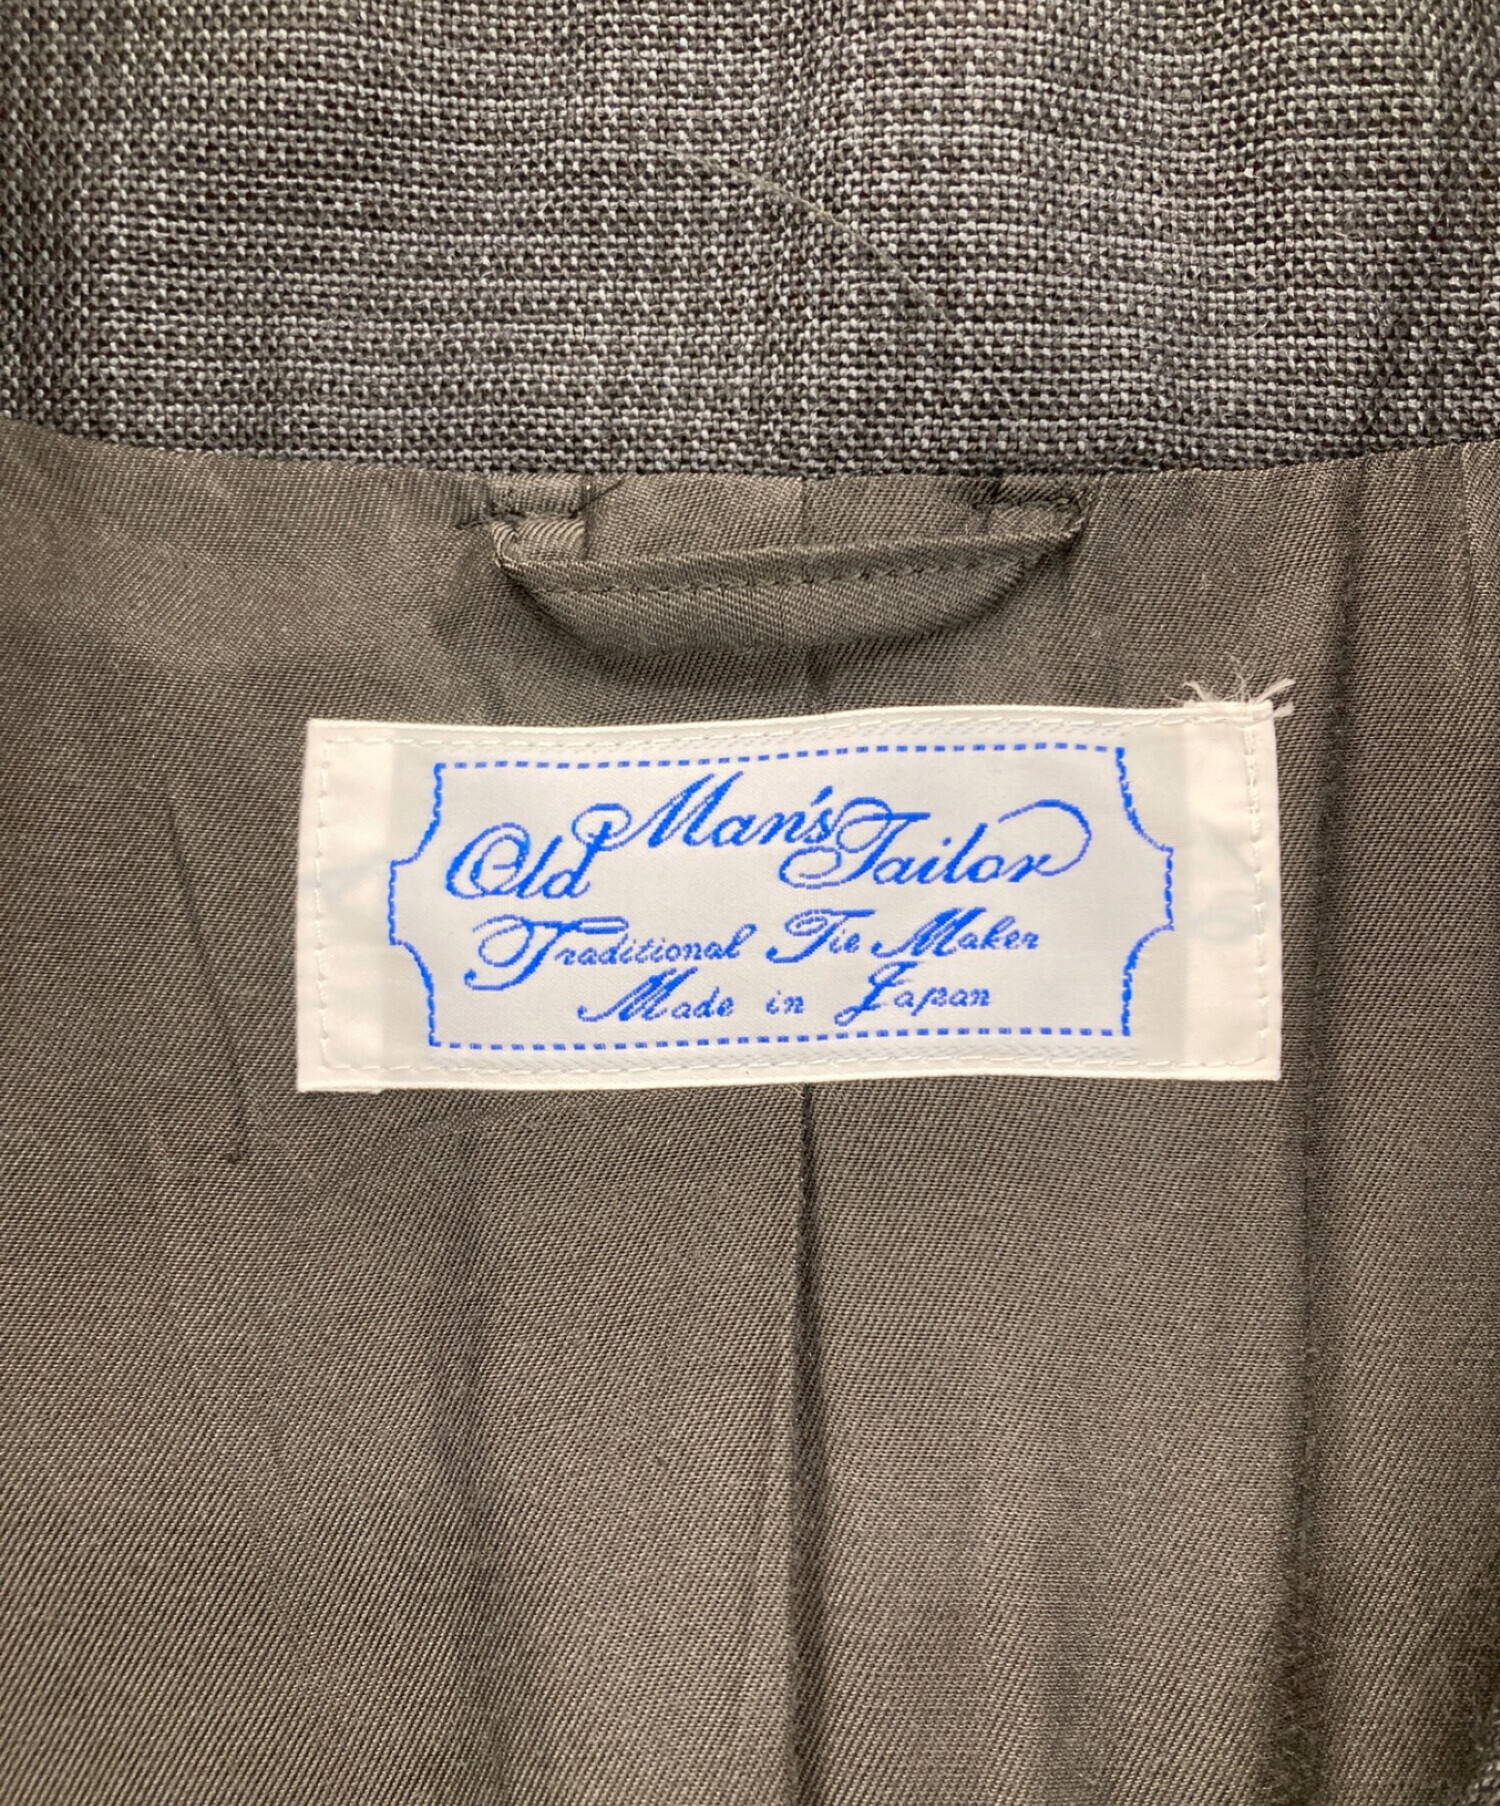 Old Man's Tailor
Traditional Tie Maker
Made in Japan